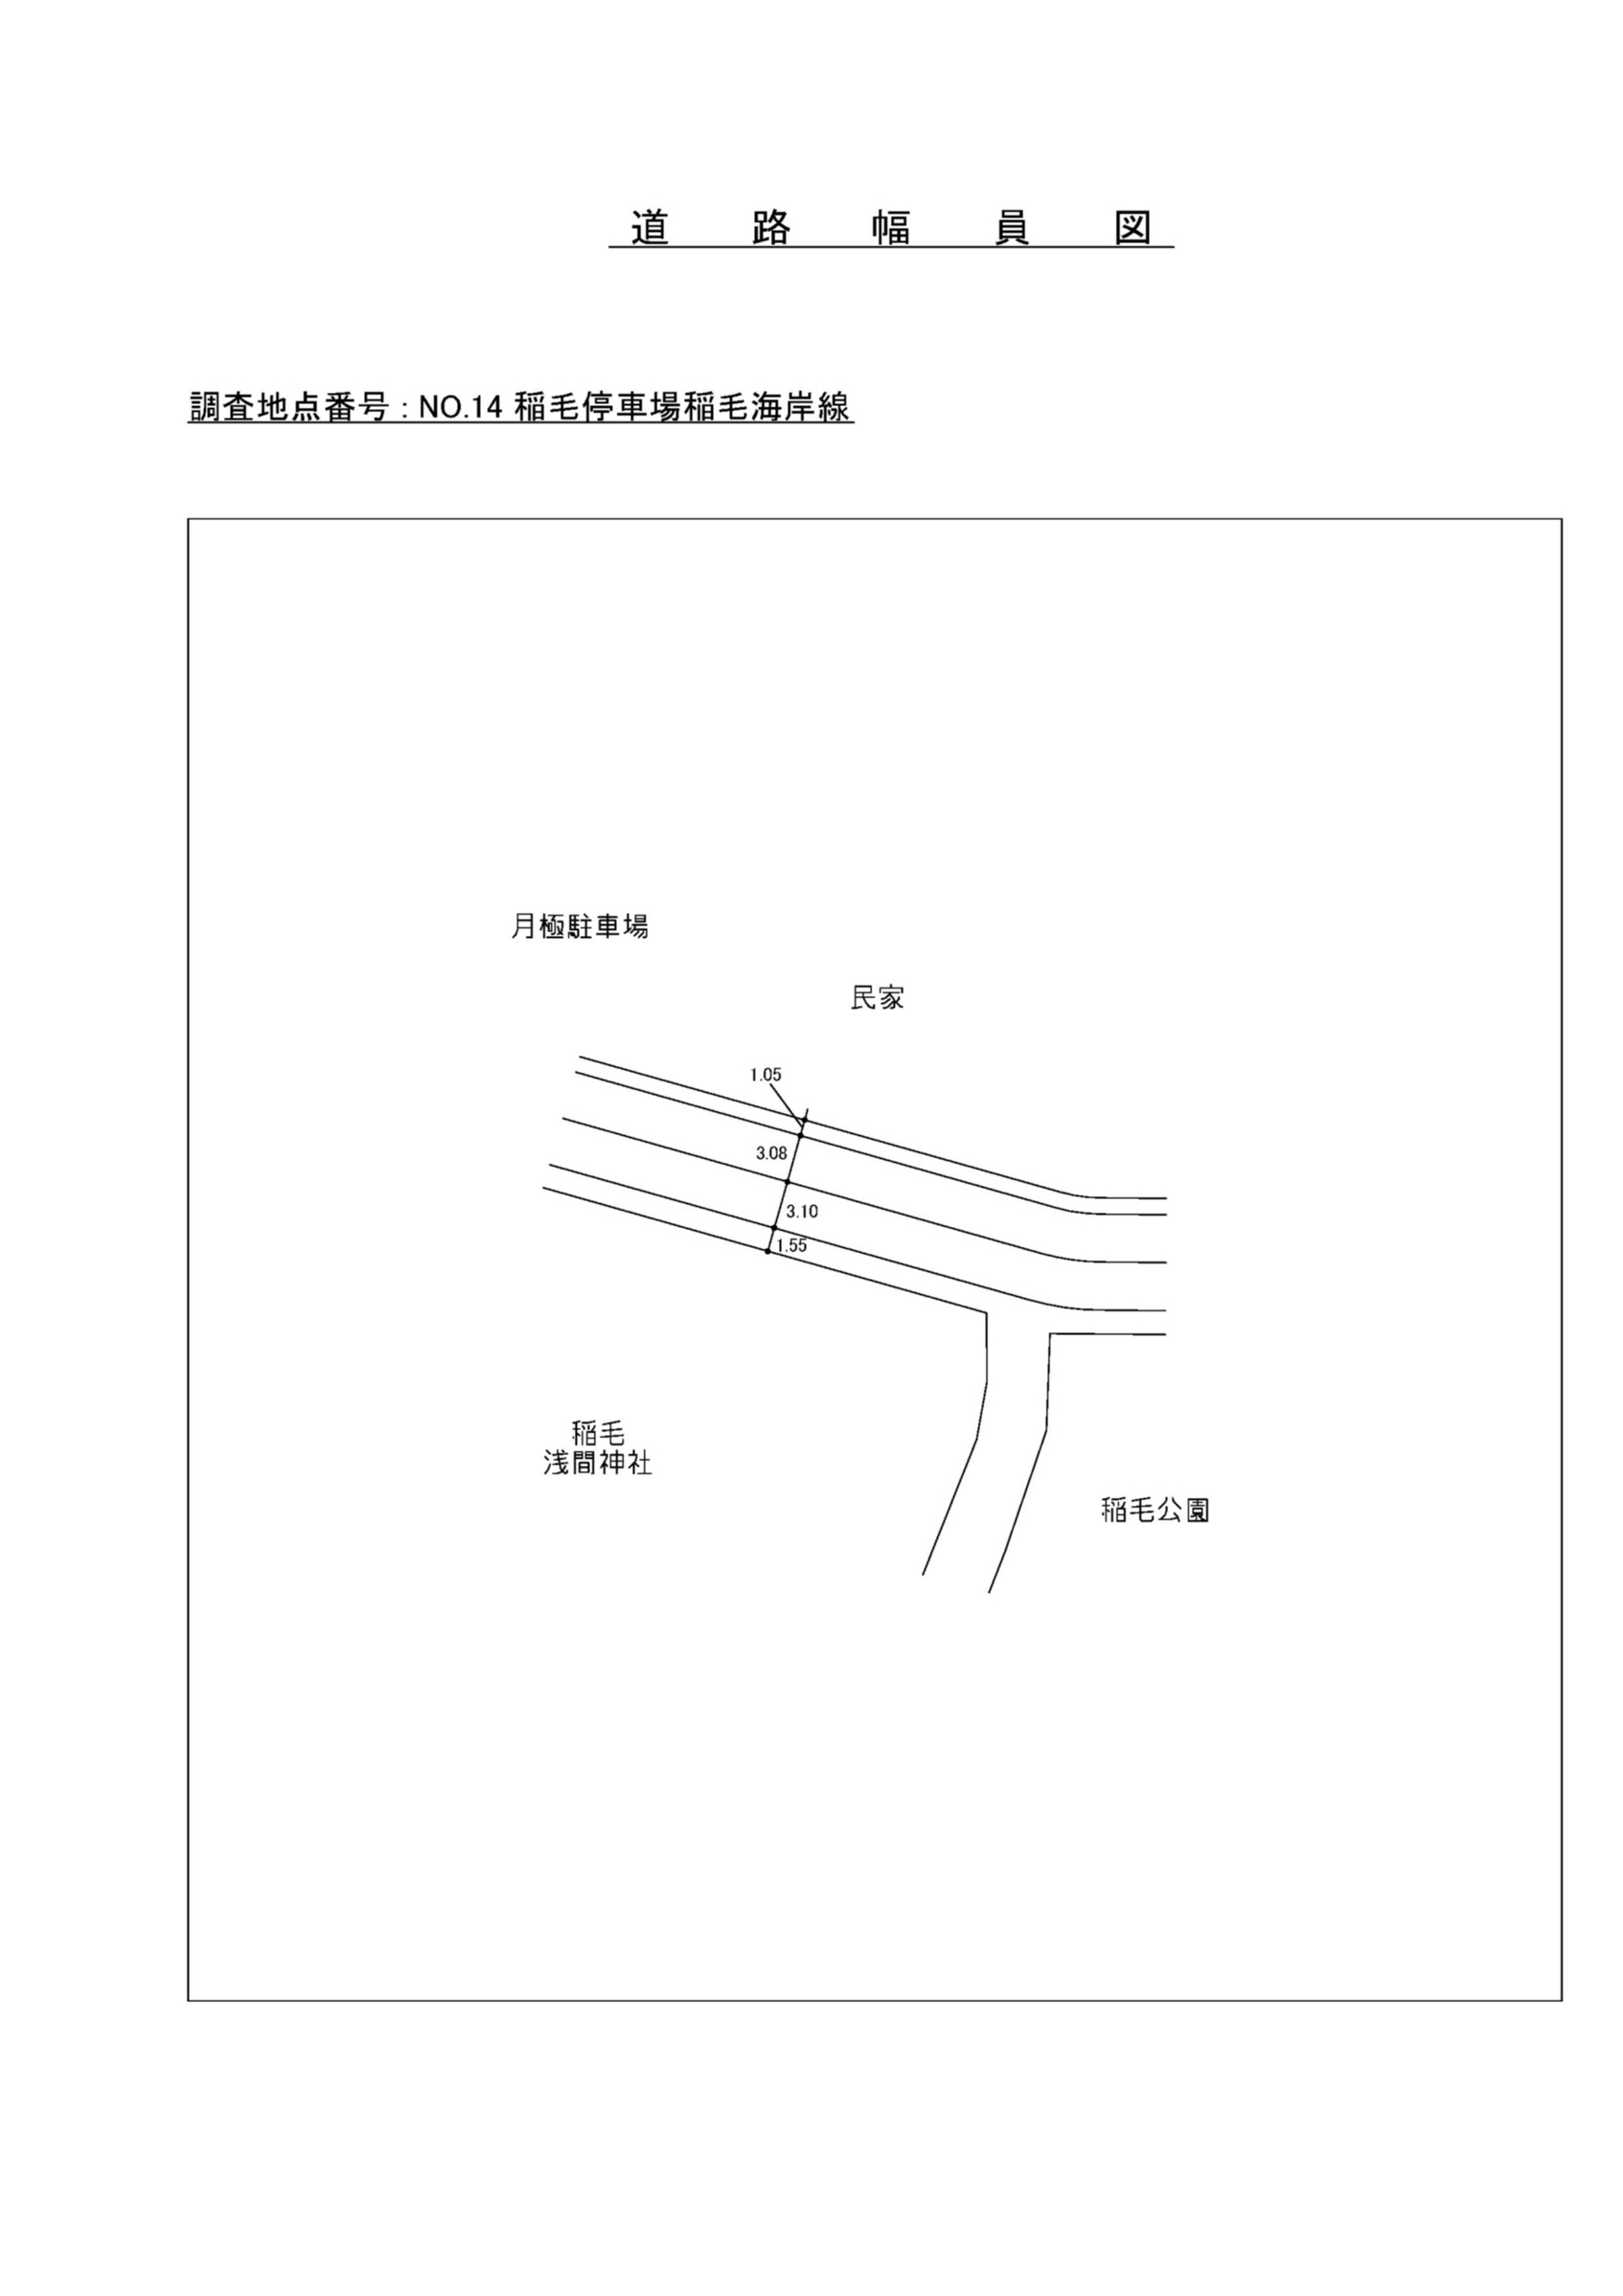 道路幅員図
調査地点番号：NO.14 稲毛停車場稲毛海岸線
月極駐車場
民家
1.05
3.08
3.10
1.55
稲毛
浅間神社
稲毛公園